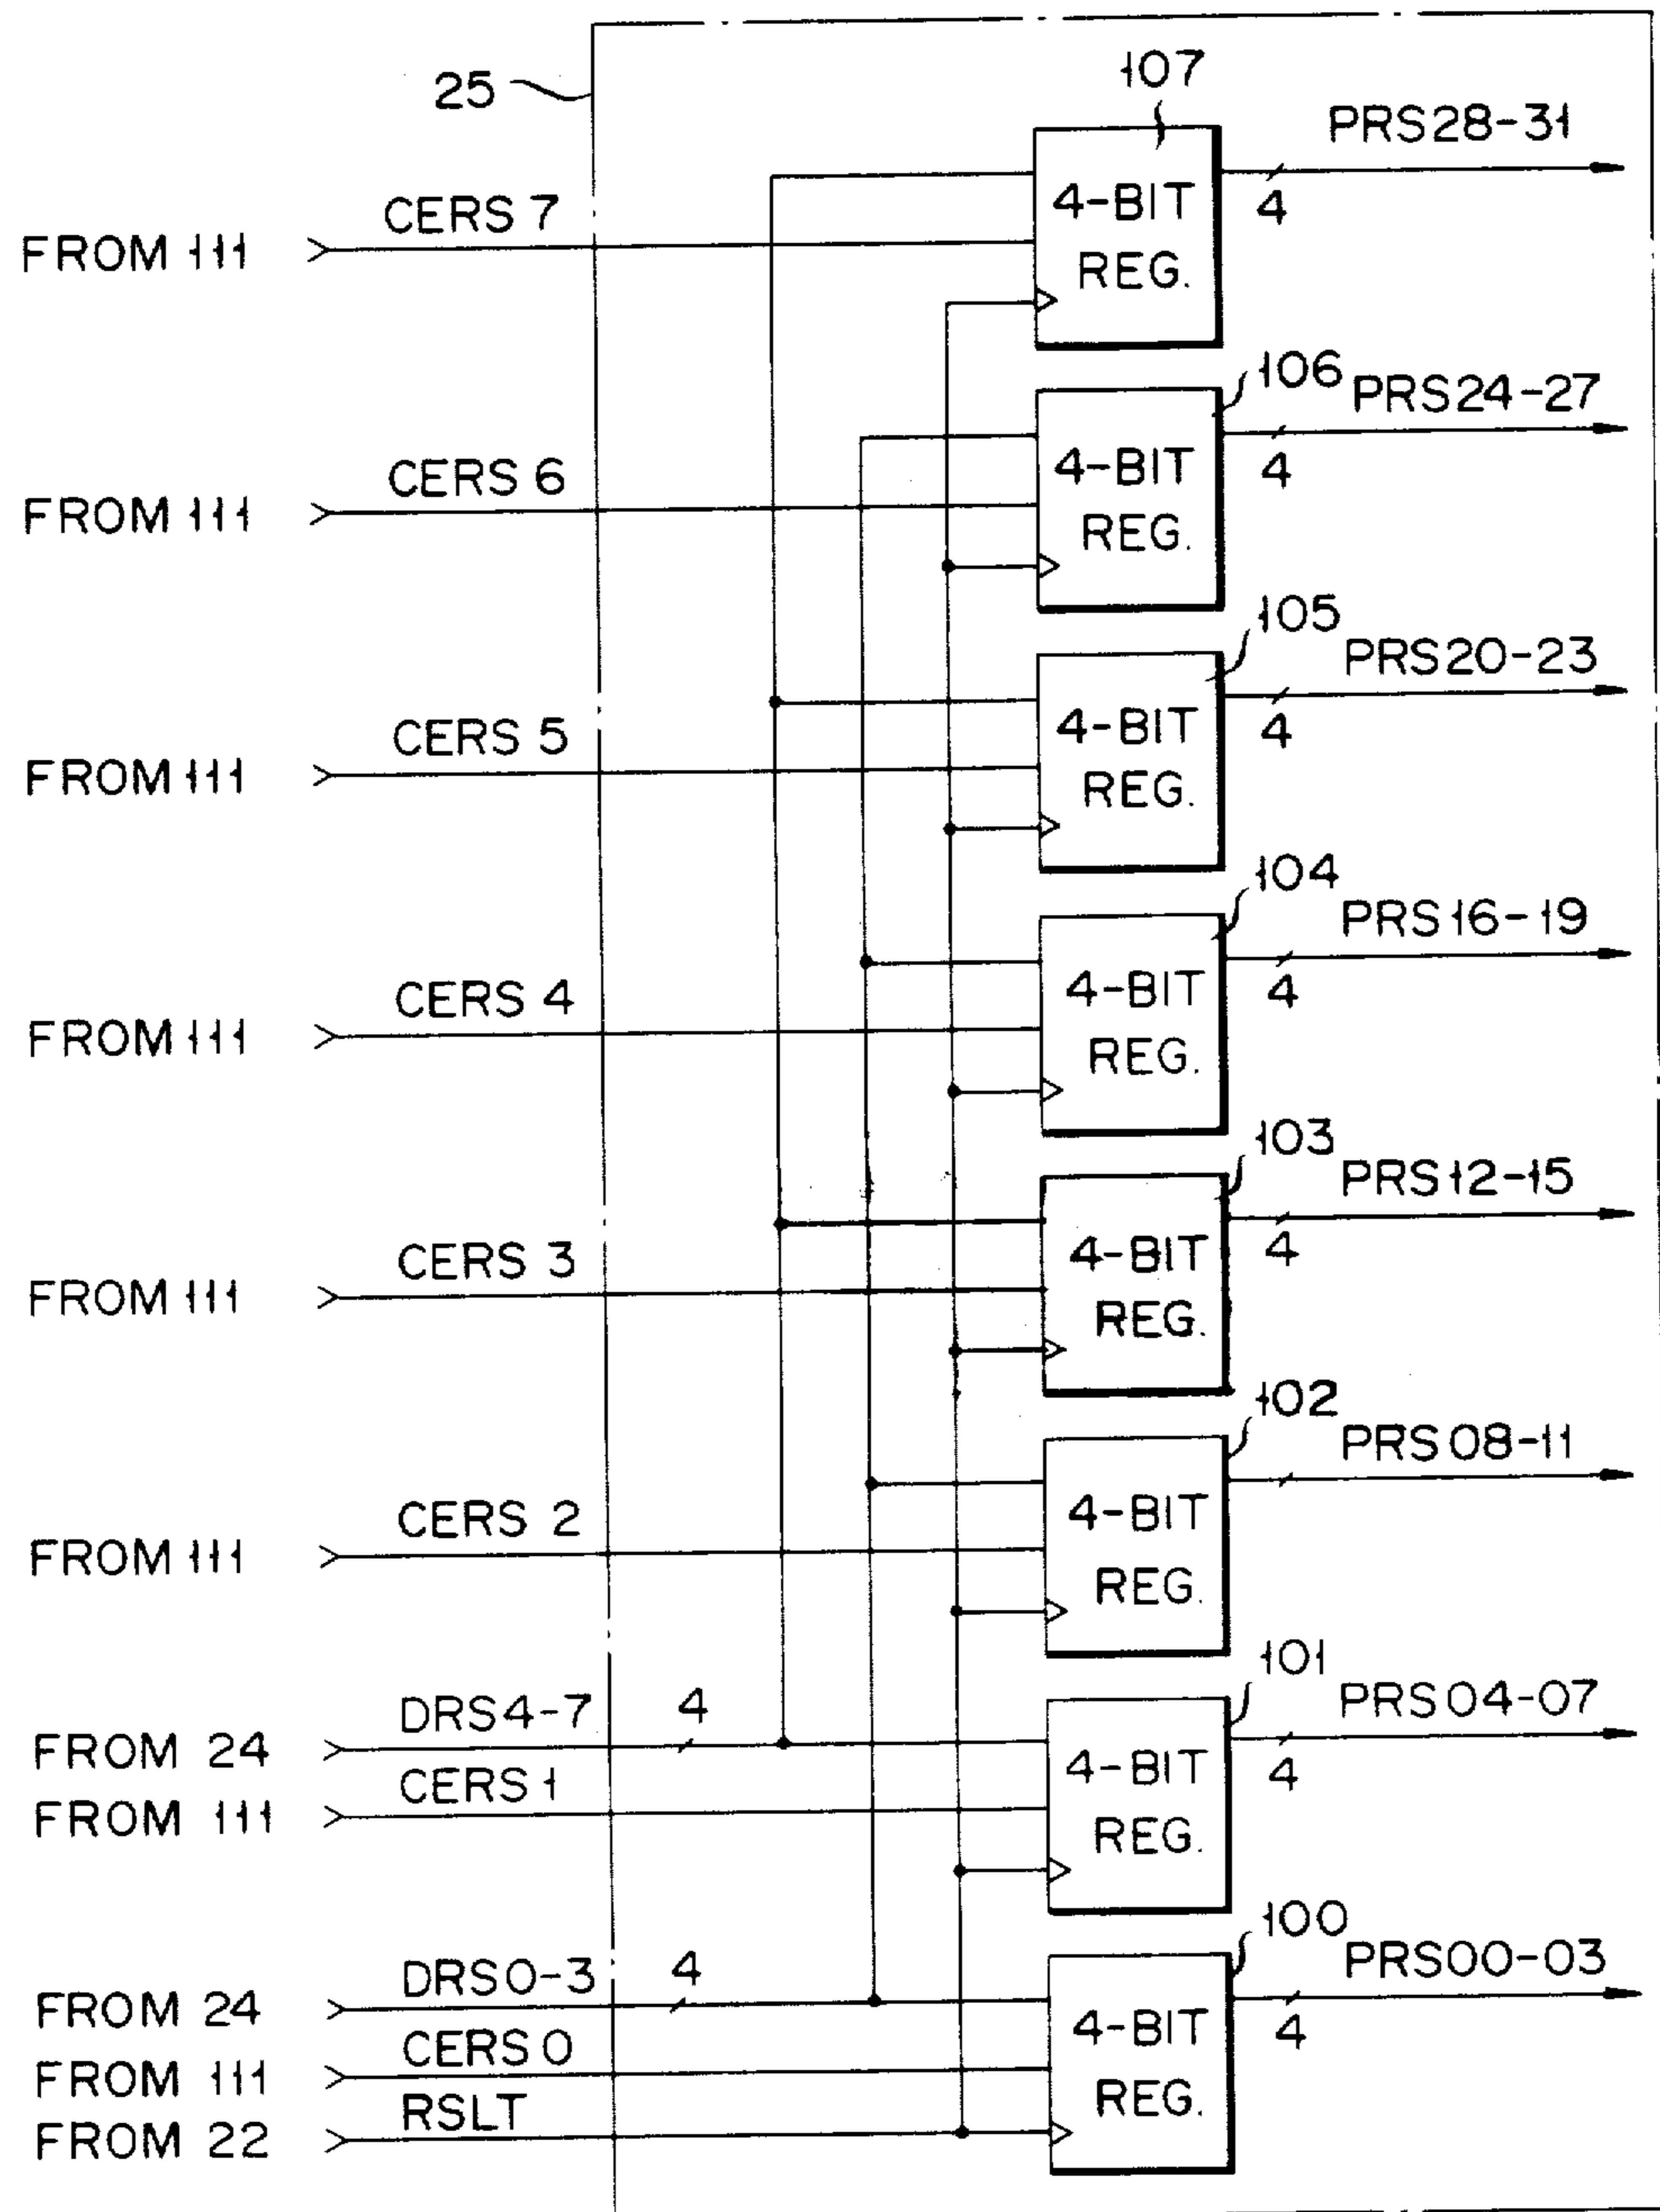 25
107
PRS28-31
CERS 7
FROM 111
4-BIT
REG.
4
106
PRS24-27
CERS 6
FROM 111
4-BIT
REG.
4
105
PRS20-23
CERS 5
FROM 111
4-BIT
REG.
4
104
PRS16-19
CERS 4
FROM 111
4-BIT
REG.
4
103
PRS12-15
CERS 3
FROM 111
4-BIT
REG.
4
102
PRS08-11
CERS 2
FROM 111
4-BIT
REG.
101
PRS04-07
DRS4-7
4
FROM 24
CERS 1
FROM 111
4-BIT
REG.
4
100
PRS00-03
DRS0-3
4
FROM 24
CERS 0
FROM 111
RSLT
FROM 22
4-BIT
REG.
4